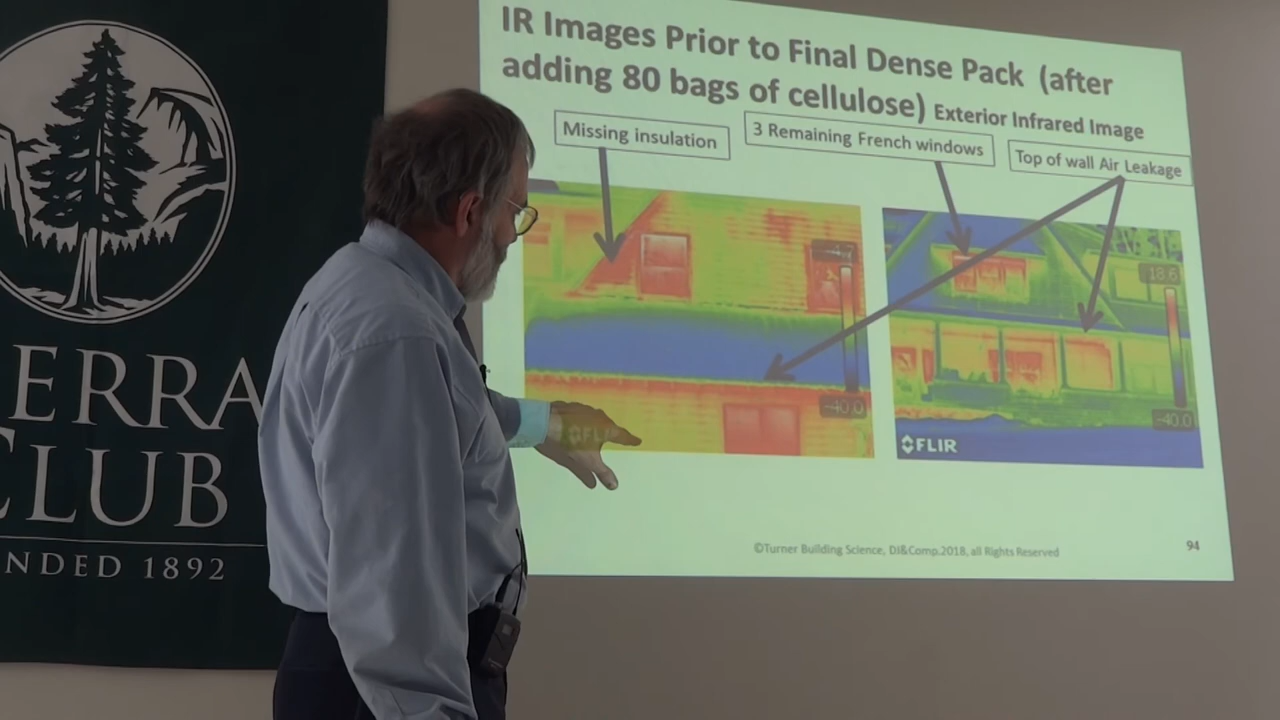 IR Images Prior to Final Dense Pack (after
adding 80 bags of cellulose) Exterior Infrared Image
Missing insulation
3 Remaining French windows
Top of wall Air Leakage
18.6
-40.0
-40.0
FLIR
FLIR
©Turner Building Science, DJ&Comp.2018, all Rights Reserved
94
ERRA
CLUB
NDED 1892